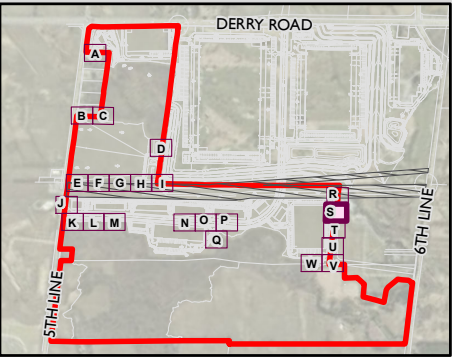 DERRY ROAD
A
B C
D
E F G H I
R
J
S
K L M
N O P
T
Q
U
W V
5TH LINE
6TH LINE